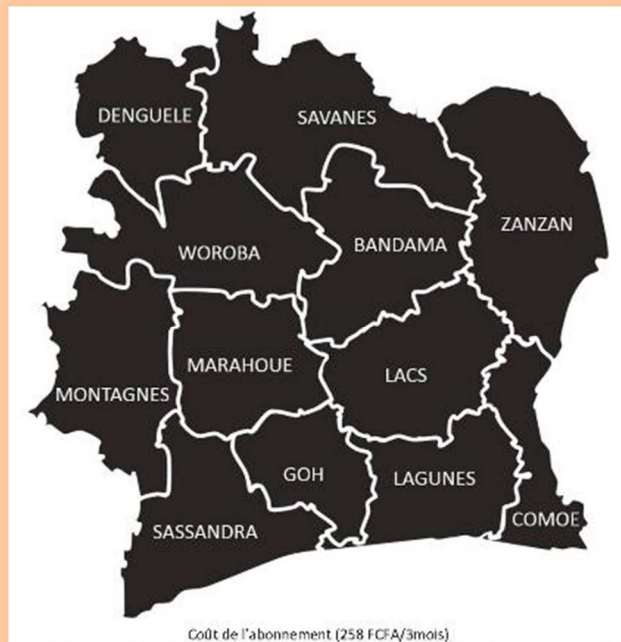 DENGUELE
SAVANES
ZANZAN
WOROBA
BANDAMA
MARAHOUE
LACS
MONTAGNES
GOH
LAGUNES
COMOE
SASSANDRA
Coût de l'abonnement (258 FCFA/3mois)